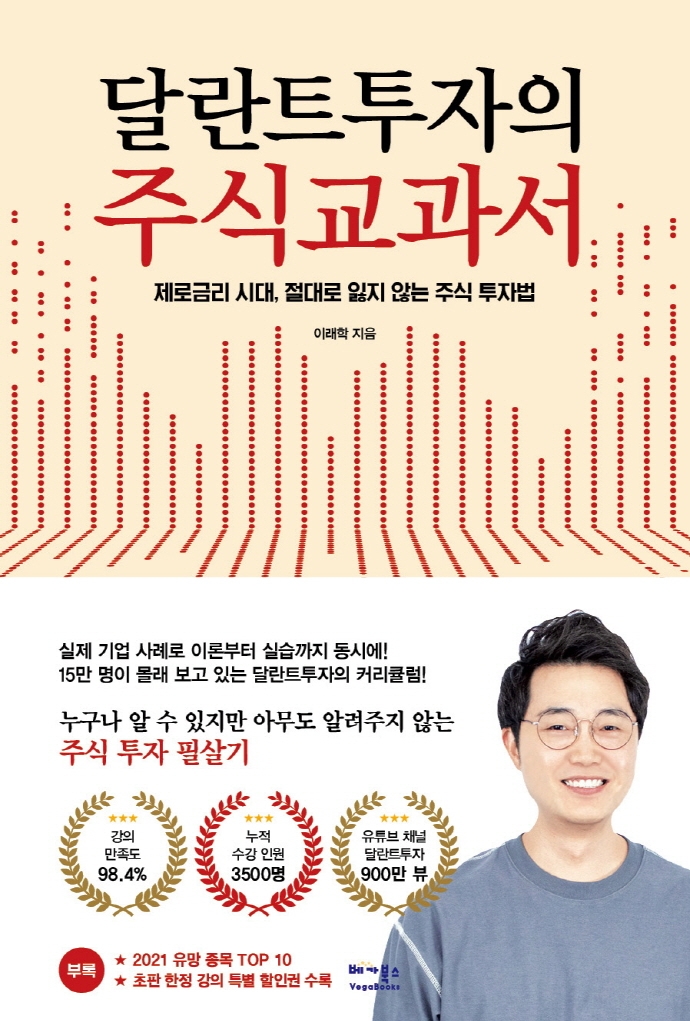 달란트투자의
주식교과서
제로금리 시대, 절대로 잃지 않는 주식 투자법
이래학 지음
실제 기업 사례로 이론부터 실습까지 동시에!
15만 명이 몰래 보고 있는 달란트투자의 커리큘럼!
누구나 알 수 있지만 아무도 알려주지 않는
주식 투자 필살기
★★★
강의
만족도
98.4%
★★★
누적
수강 인원
3500명
★★★
유튜브 채널
달란트투자
900만 뷰
부록
★ 2021 유망 종목 TOP 10
★ 초판 한정 강의 특별 할인권 수록
베가북스
VegaBooks